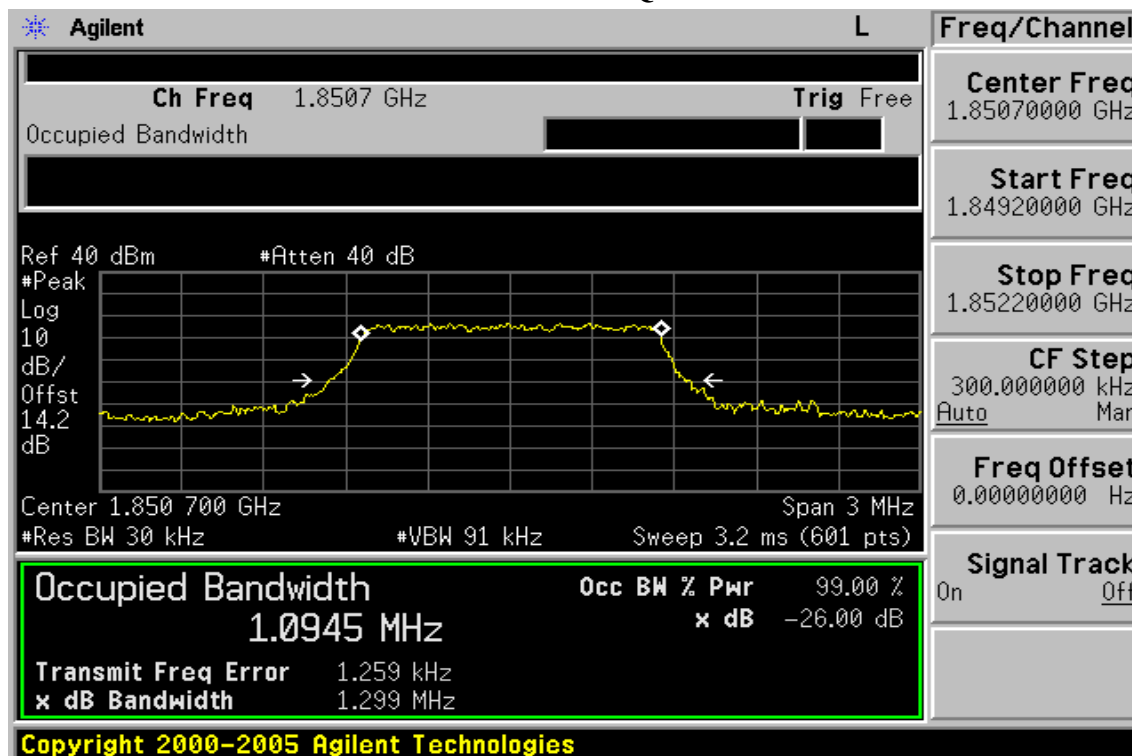 Agilent L Freq/Channel
Ch Freq 1.8507 GHz Trig Free
Occupied Bandwidth
Center Freq
1.85070000 GHz
Start Freq
1.84920000 GHz
Stop Freq
1.85220000 GHz
CF Step
300.000000 kHz
Auto Man
Freq Offset
0.00000000 Hz
Signal Track
On Off
Ref 40 dBm #Atten 40 dB
#Peak
Log
10
dB/
Offst
14.2
dB
Center 1.850 700 GHz Span 3 MHz
#Res BW 30 kHz #VBW 91 kHz Sweep 3.2 ms (601 pts)
Occupied Bandwidth Occ BW % Pwr 99.00 %
1.0945 MHz x dB -26.00 dB
Transmit Freq Error 1.259 kHz
x dB Bandwidth 1.299 MHz
Copyright 2000-2005 Agilent Technologies